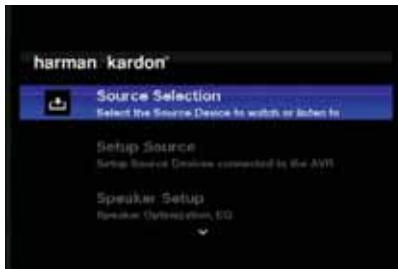 harman kardon
Source Selection
Select the Source Device to watch or listen to
Setup Source
Setup Source Devices connected to the AVR
Speaker Setup
Speaker Optimization, EQ